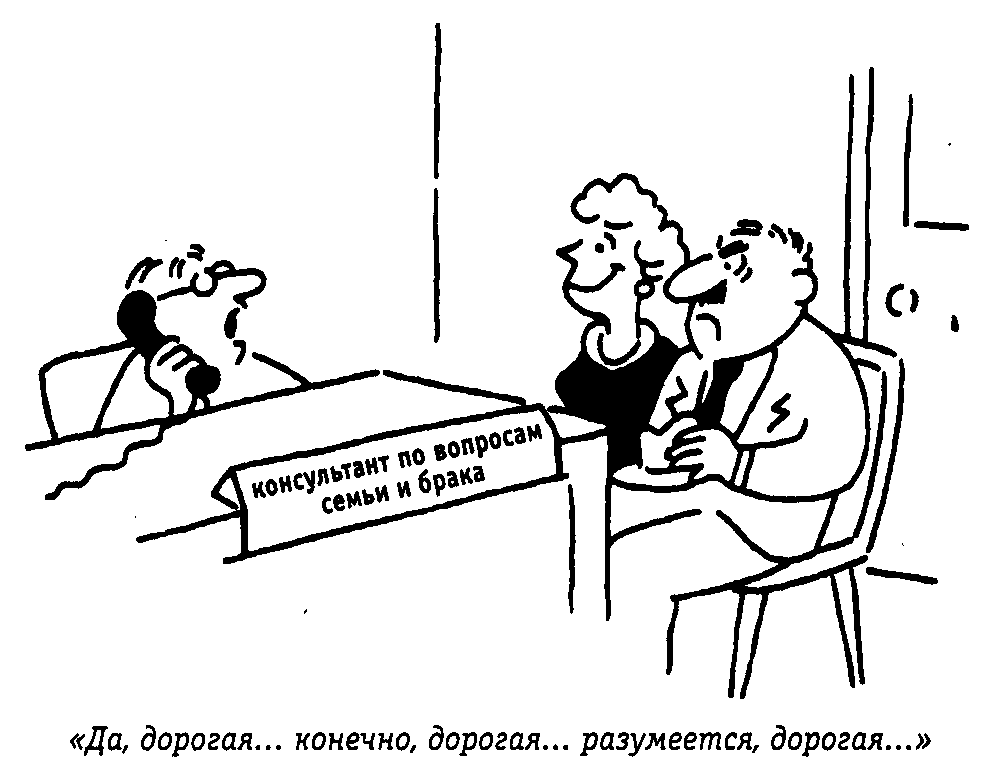 консультант по вопросам
семьи и брака
«Да, дорогая... конечно, дорогая... разумеется, дорогая...»